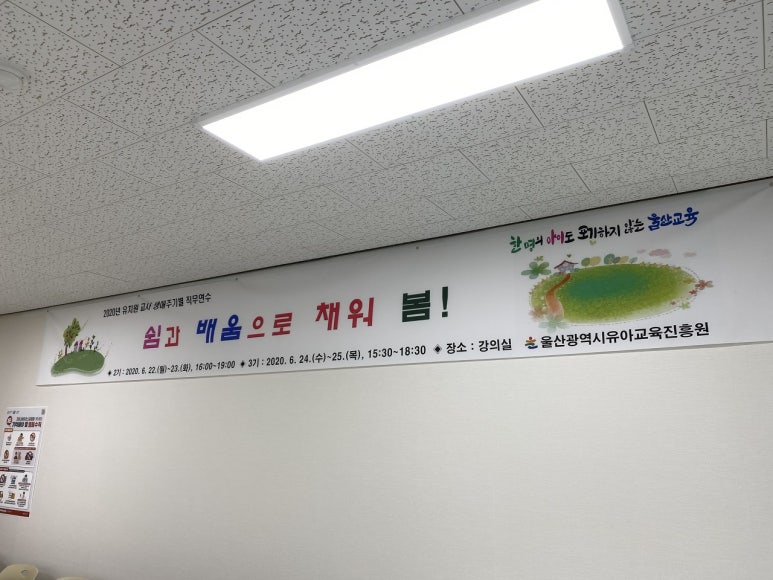 한 명의 아이도 포기하지 않는 울산교육
2020년 유치원 교사 생애주기별 직무연수
쉼과 배움으로 채워 봄!
◈ 2기 : 2020. 6. 22.(월)~23.(화), 16:00~19:00 ◈ 3기 : 2020. 6. 24.(수)~25.(목), 15:30~18:30 ◈ 장소 : 강의실 울산광역시유아교육진흥원